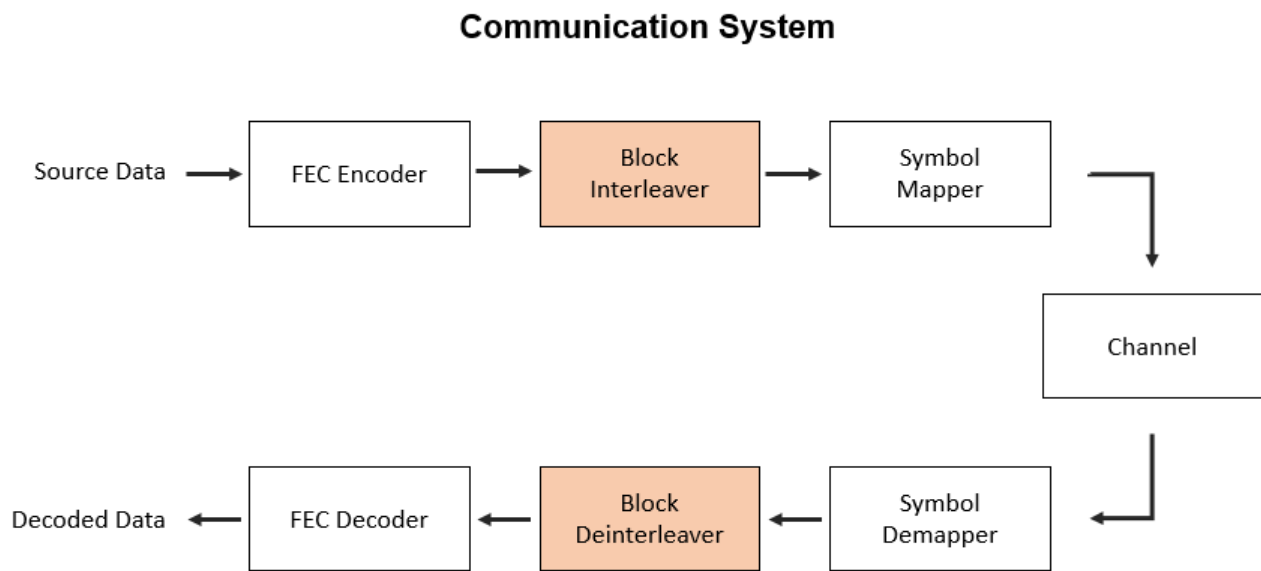 Communication System
Source Data
FEC Encoder
Block
Interleaver
Symbol
Mapper
Channel
Decoded Data
FEC Decoder
Block
Deinterleaver
Symbol
Demapper